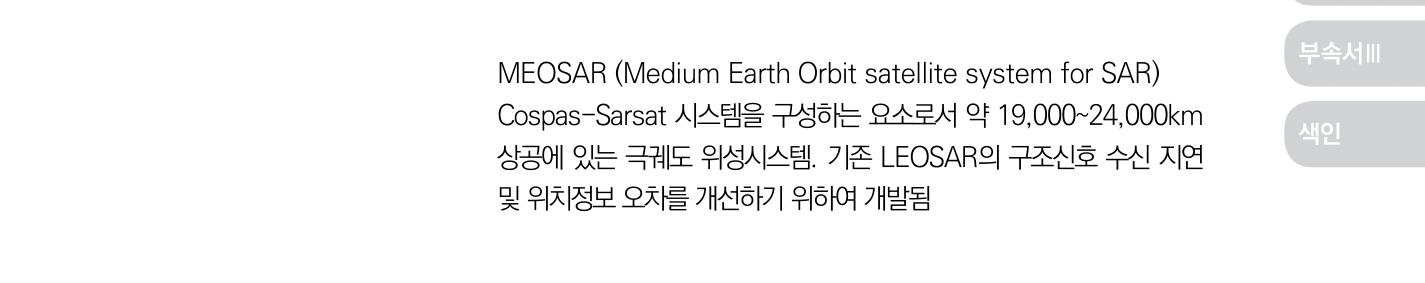 부속서Ⅲ
MEOSAR (Medium Earth Orbit satellite system for SAR)
Cospas-Sarsat 시스템을 구성하는 요소로서 약 19,000~24,000km
색인
상공에 있는 극궤도 위성시스템. 기존 LEOSAR의 구조신호 수신 지연
및 위치정보 오차를 개선하기 위하여 개발됨